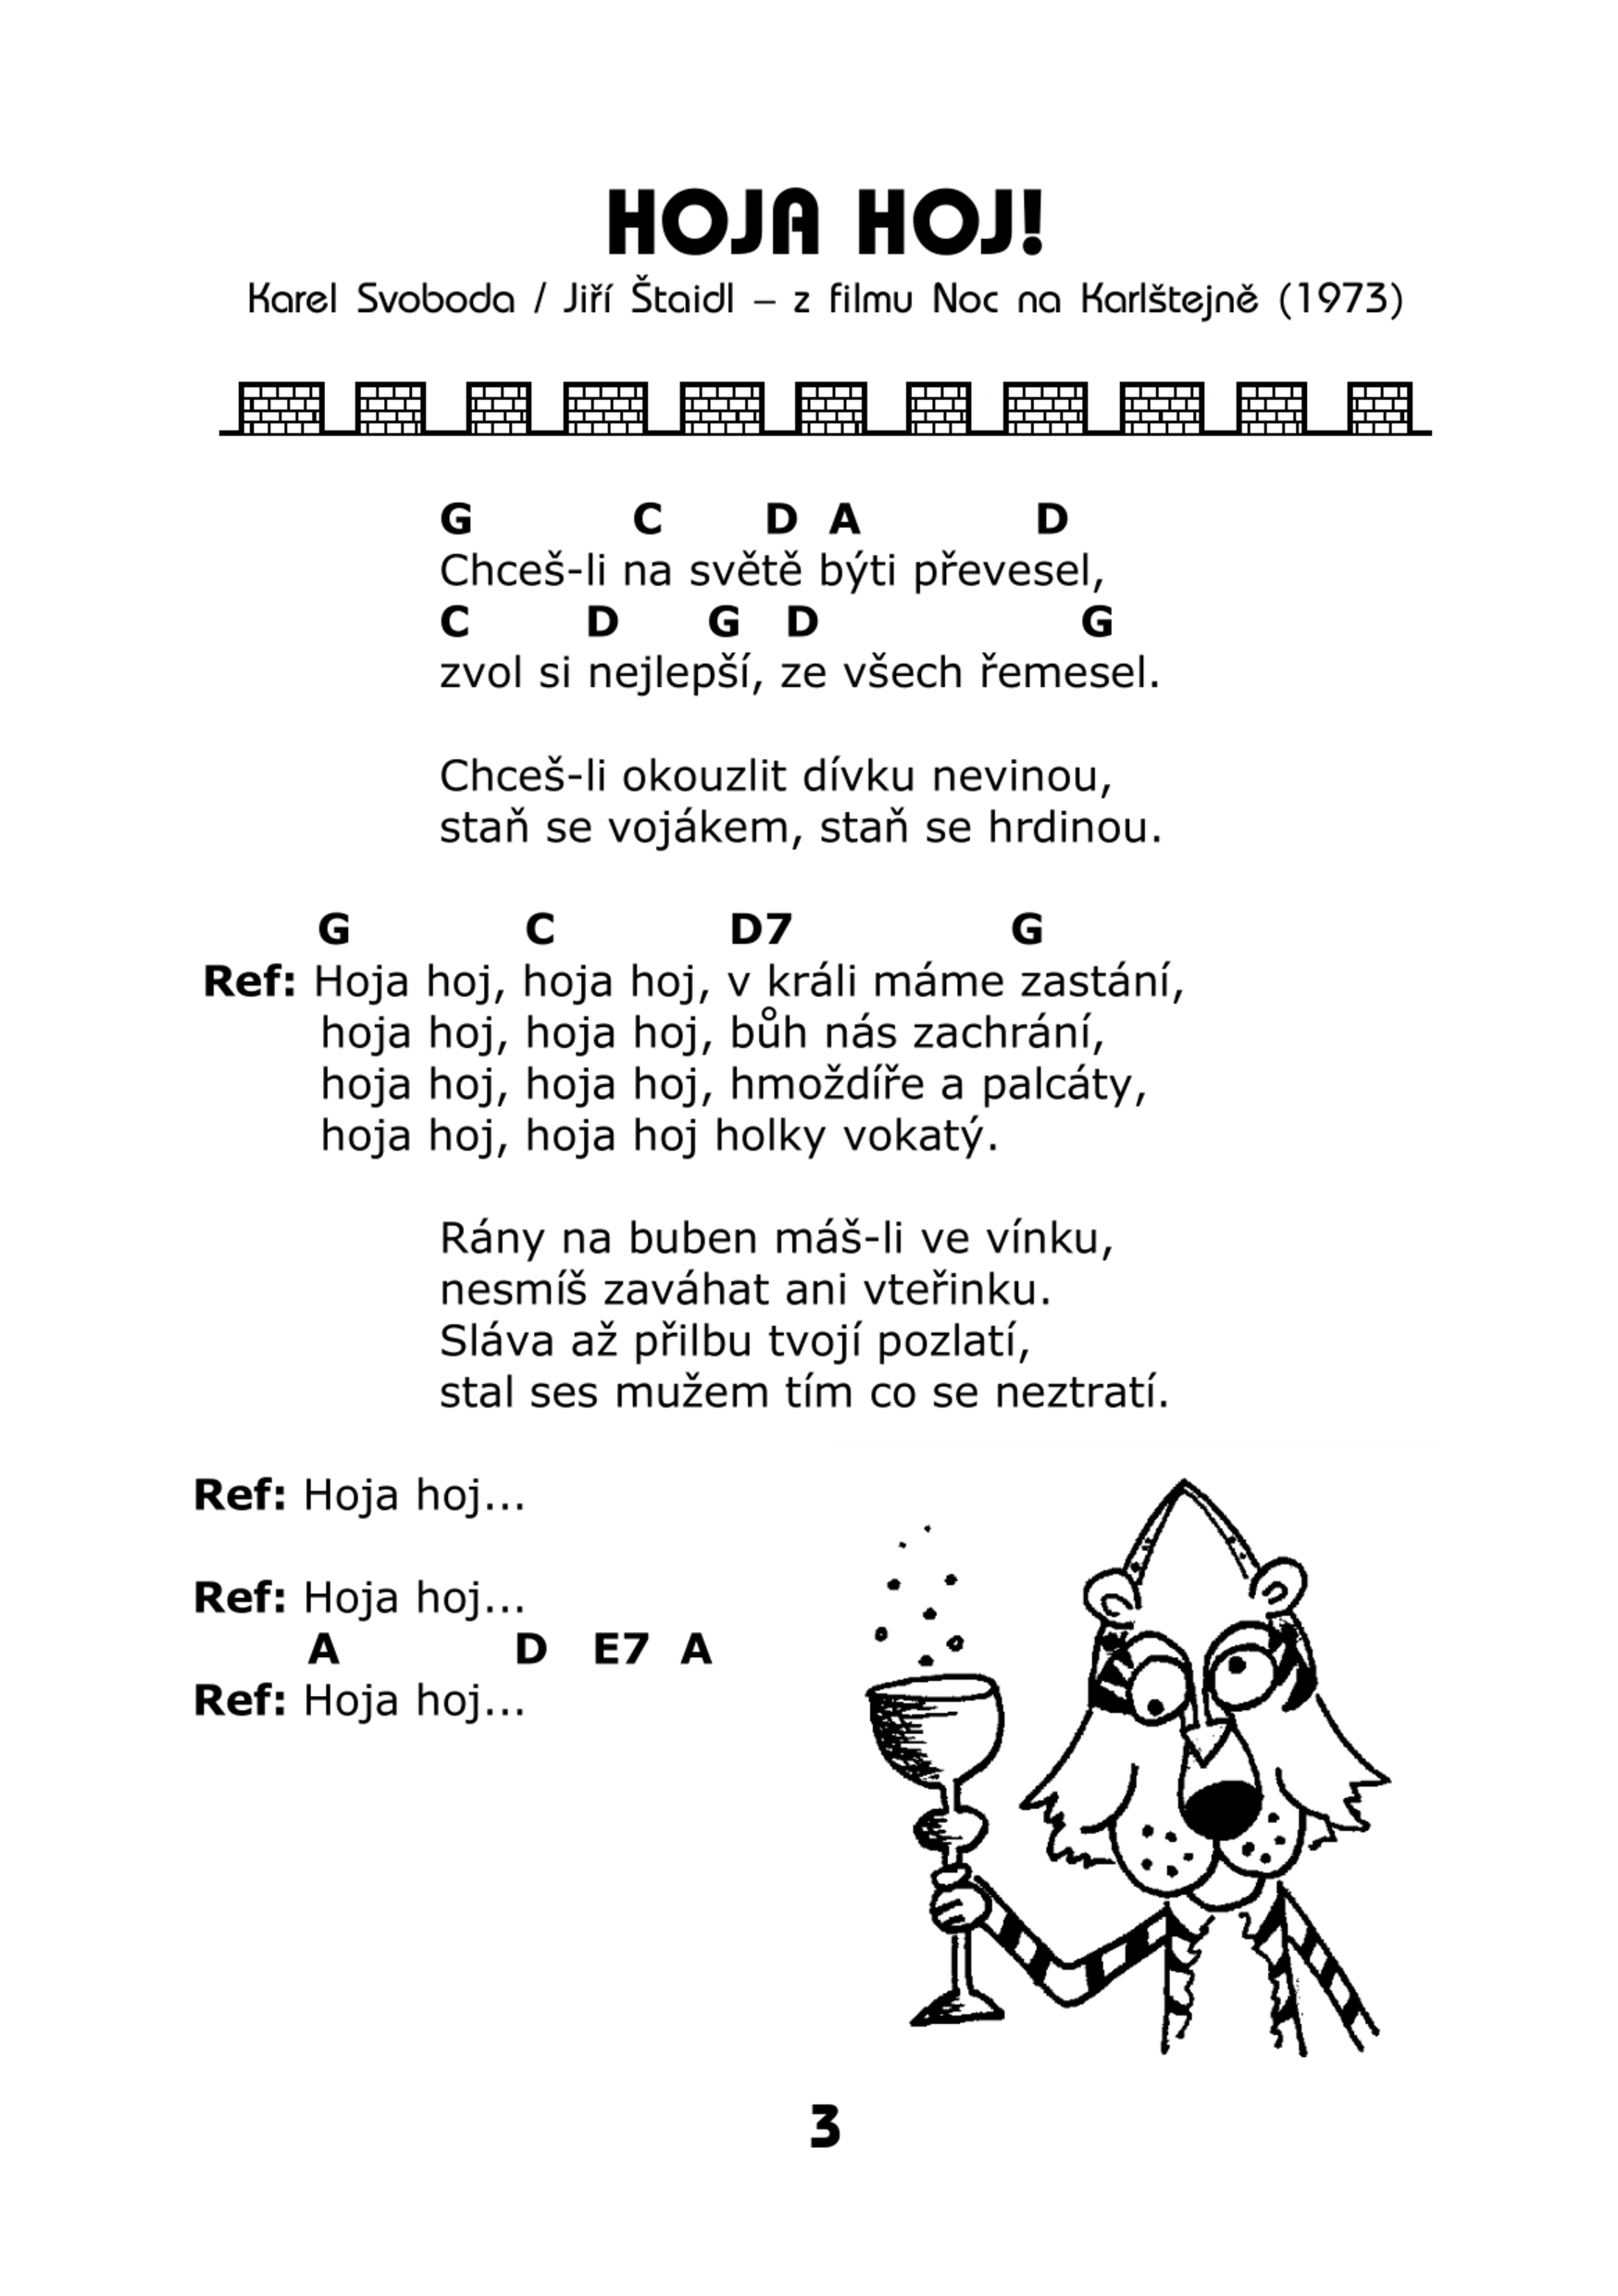 HOJA HOJ!
Karel Svoboda / Jiří Štaidl – z filmu Noc na Karlštejně (1973)
G C D A D
Chceš-li na světě býti převesel,
C D G D G
zvol si nejlepší, ze všech řemesel.
Chceš-li okouzlit dívku nevinou,
staň se vojákem, staň se hrdinou.
G C D7 G
Ref: Hoja hoj, hoja hoj, v králi máme zastání,
hoja hoj, hoja hoj, bůh nás zachrání,
hoja hoj, hoja hoj, hmoždíře a palcáty,
hoja hoj, hoja hoj holky vokatý.
Rány na buben máš-li ve vínku,
nesmíš zaváhat ani vteřinku.
Sláva až přilbu tvojí pozlatí,
stal ses mužem tím co se neztratí.
Ref: Hoja hoj...
Ref: Hoja hoj...
A D E7 A
Ref: Hoja hoj...
3